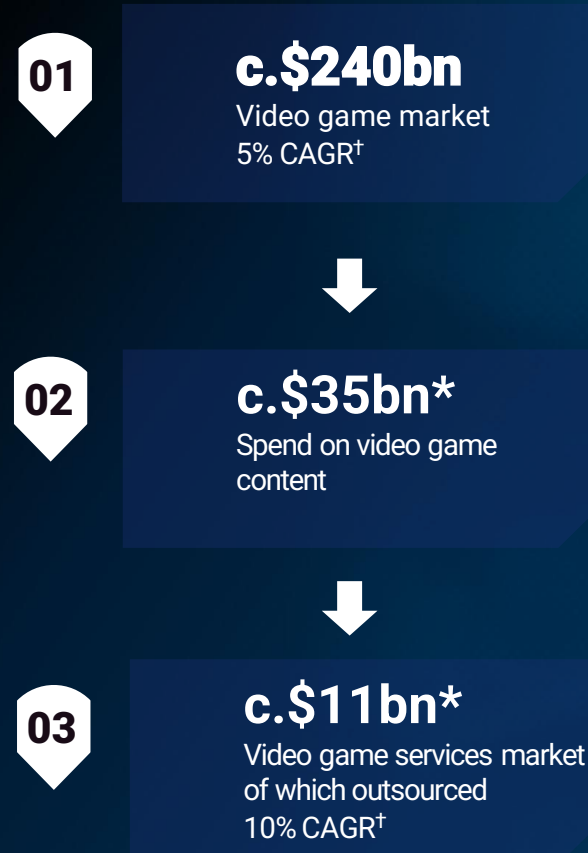 01
c.$240bn
Video game market
5% CAGR†
02
c.$35bn*
Spend on video game
content
03
c.$11bn*
Video game services market
of which outsourced
10% CAGR†